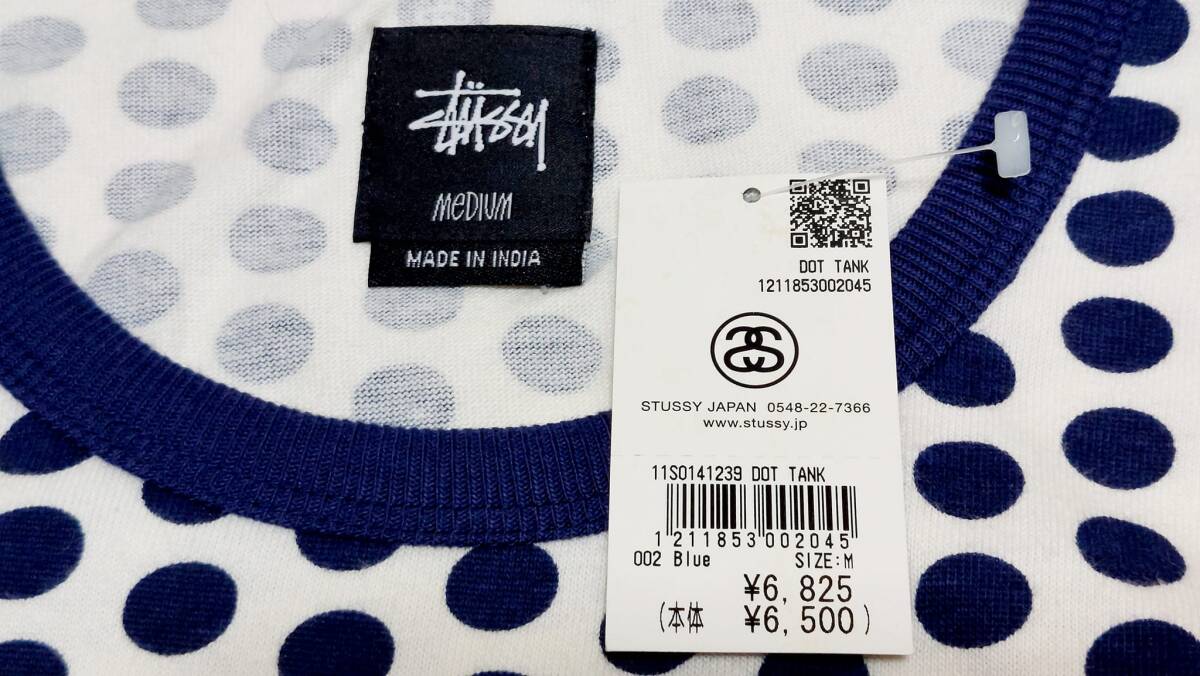 Stüssy
MEDIUM
MADE IN INDIA
DOT TANK
1211853002045
STUSSY JAPAN 0548-22-7366
www.stussy.jp
11S0141239 DOT TANK
1 211853 002045
002 Blue SIZE:M
¥6,825
(本体 ¥6,500)